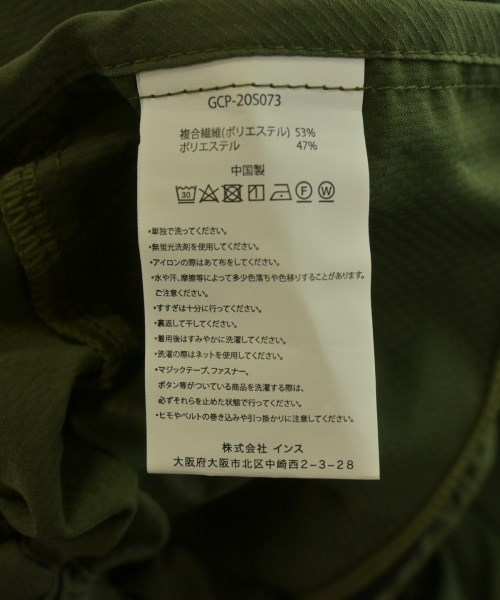 GCP-20S073
複合繊維(ポリエステル) 53%
ポリエステル 47%
中国製
30 F W
・単独で洗ってください。
・無蛍光洗剤を使用してください。
・アイロンの際はあて布をしてください。
・水や汗、摩擦等によって多少色落ちや色移りすることがあります。
ご注意ください。
・すすぎは十分に行ってください。
・裏返して干してください。
・着用後はすみやかに洗濯してください。
・洗濯の際はネットを使用してください。
・マジックテープ、ファスナー、
ボタン等がついている商品を洗濯する際は、
必ずそれらを止めた状態で行ってください。
・ヒモやベルトの巻き込みや引っ掛かりに注意してください。
株式会社 インス
大阪府大阪市北区中崎西2-3-28